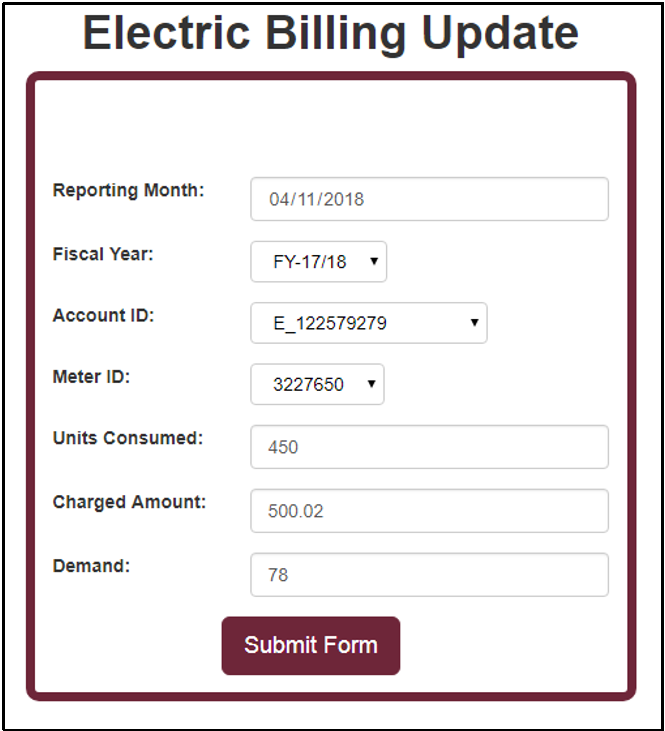 Electric Billing Update
Reporting Month: 04/11/2018
Fiscal Year: FY-17/18
Account ID: E_122579279
Meter ID: 3227650
Units Consumed: 450
Charged Amount: 500.02
Demand: 78
Submit Form